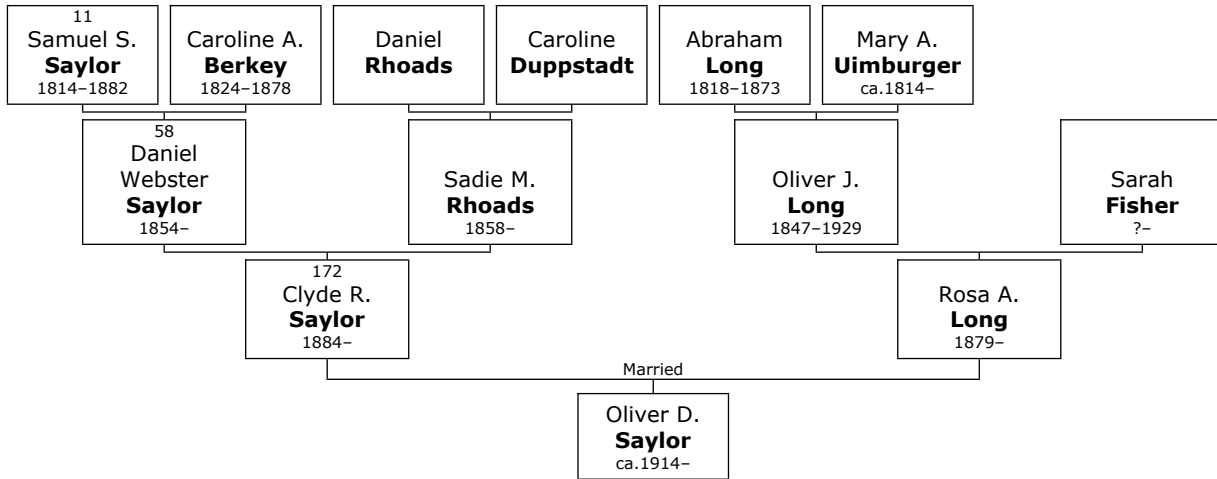 11
Samuel S.
Saylor
1814–1882
Caroline A.
Berkey
1824–1878
Daniel
Rhoads
Caroline
Duppstadt
Abraham
Long
1818–1873
Mary A.
Uimburger
ca.1814–
58
Daniel
Webster
Saylor
1854–
Sadie M.
Rhoads
1858–
Oliver J.
Long
1847–1929
Sarah
Fisher
?–
172
Clyde R.
Saylor
1884–
Rosa A.
Long
1879–
Married
Oliver D.
Saylor
ca.1914–